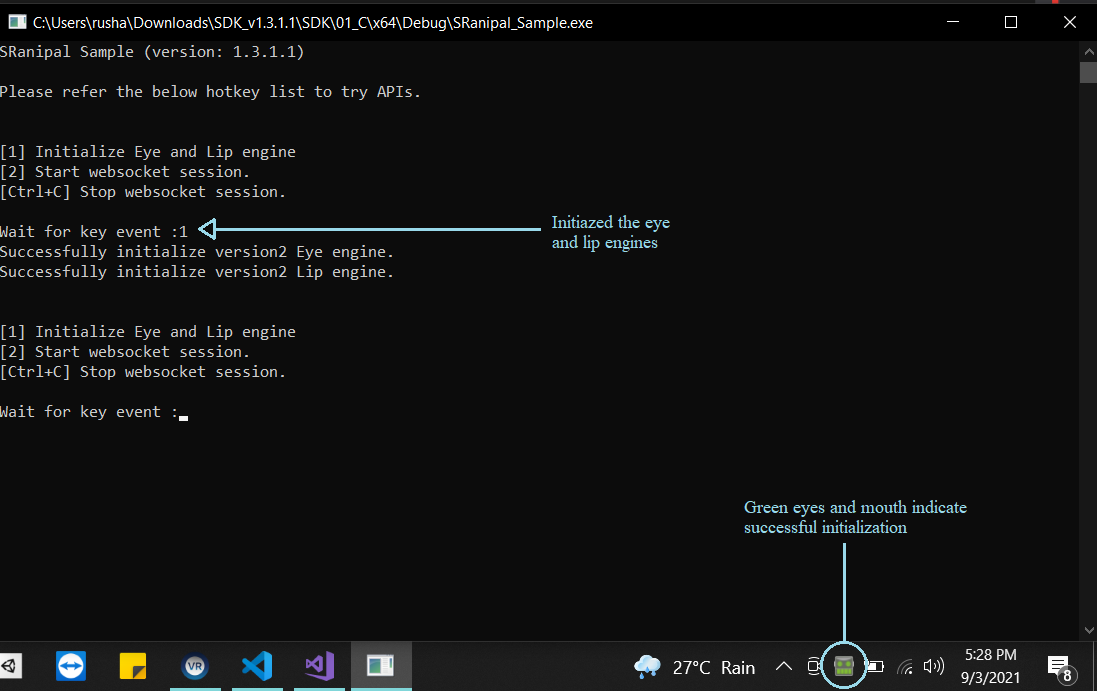 C:\Users\rusha\Downloads\SDK_v1.3.1.1\SDK\01_C\x64\Debug\SRanipal_Sample.exe
SRanipal Sample (version: 1.3.1.1)
Please refer the below hotkey list to try APIs.
[1] Initialize Eye and Lip engine
[2] Start websocket session.
[Ctrl+C] Stop websocket session.
Wait for key event :1
Initiazed the eye
and lip engines
Successfully initialize version2 Eye engine.
Successfully initialize version2 Lip engine.
[1] Initialize Eye and Lip engine
[2] Start websocket session.
[Ctrl+C] Stop websocket session.
Wait for key event :
Green eyes and mouth indicate
successful initialization
VR
27°C Rain
5:28 PM
9/3/2021
8